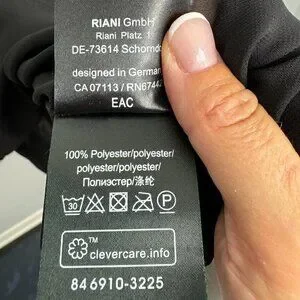 RIANI GmbH
Riani Platz 1
DE-73614 Schorndo
designed in German
CA 07113 / RN6744
EAC
100% Polyester/polyester/
polyester/polyester/
Полиэстер/涤纶
30
TM
clevercare.info
84 6910-3225